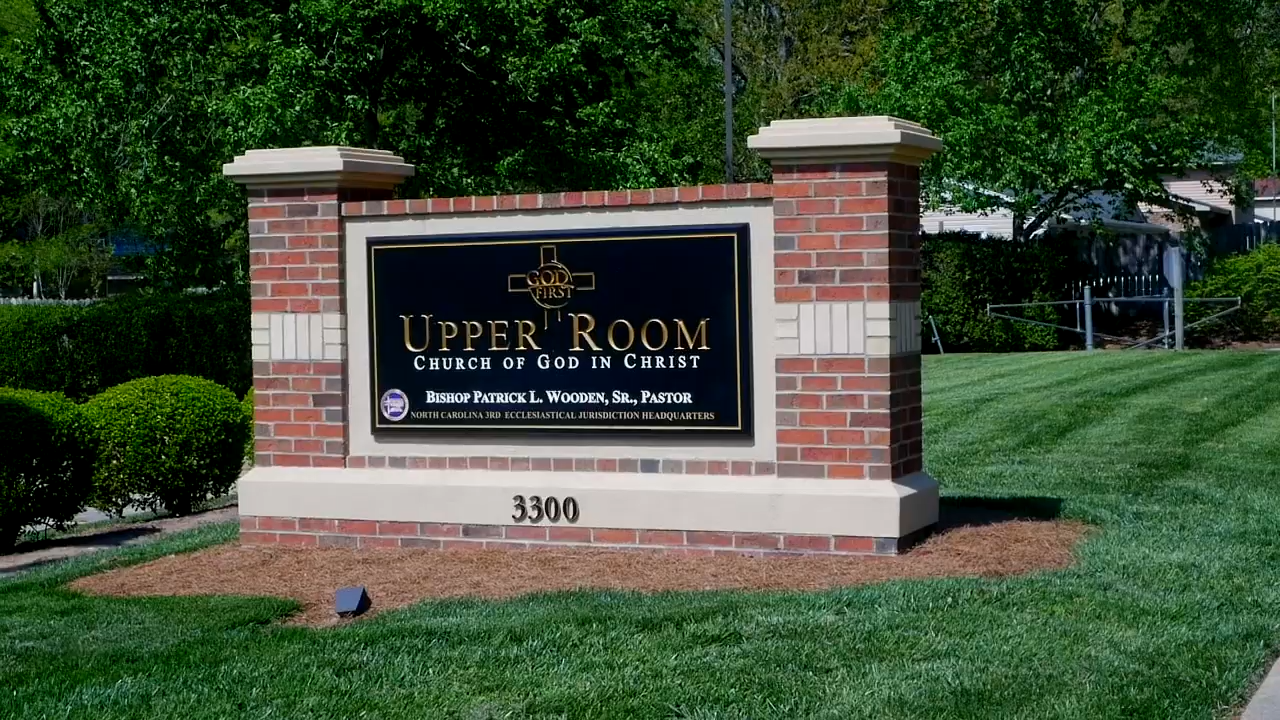 GOD
FIRST
UPPER ROOM
CHURCH OF GOD IN CHRIST
BISHOP PATRICK L. WOODEN, SR., PASTOR
NORTH CAROLINA 3RD ECCLESIASTICAL JURISDICTION HEADQUARTERS
3300